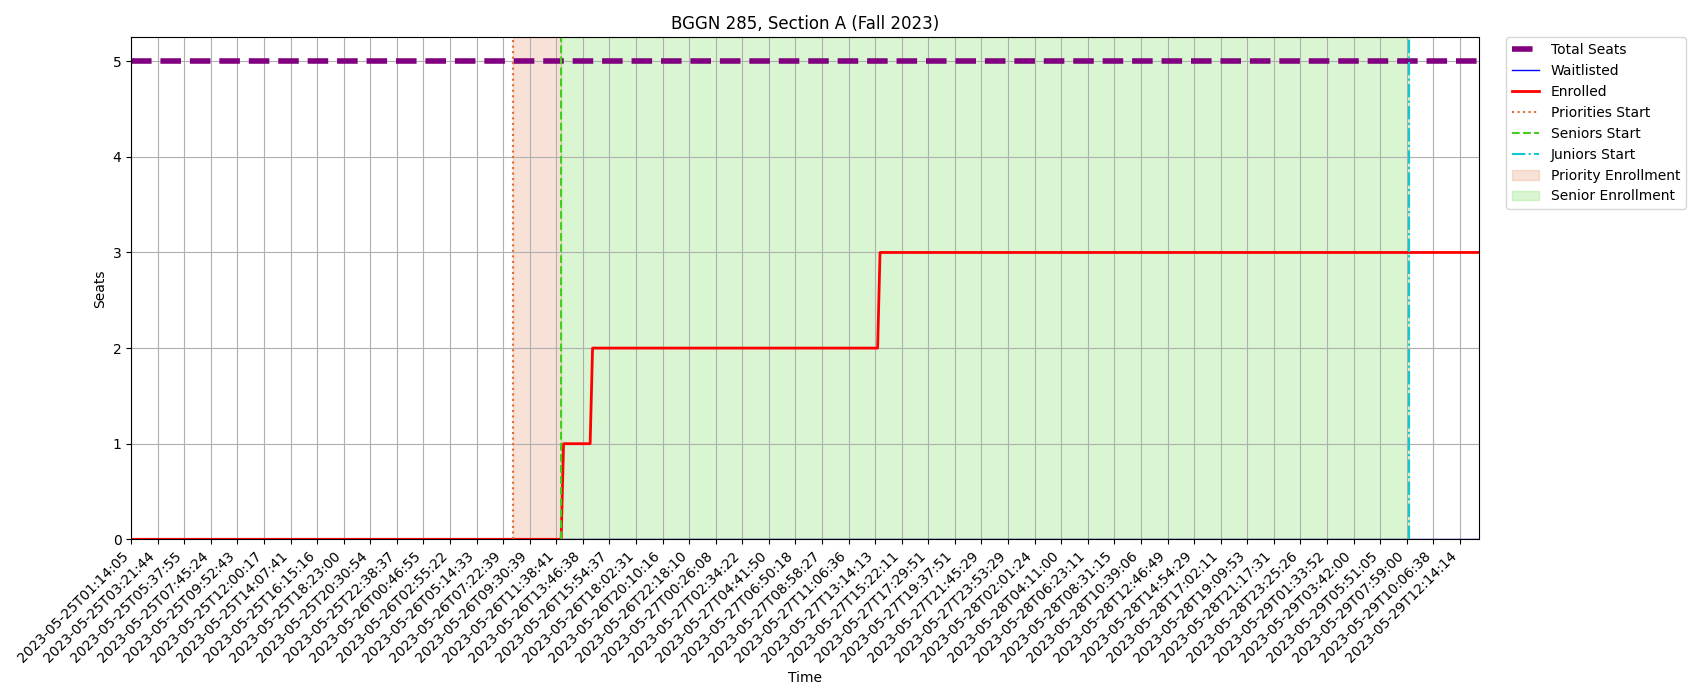 BGGN 285, Section A (Fall 2023)
Total Seats
Waitlisted
Enrolled
Priorities Start
Seniors Start
Juniors Start
Priority Enrollment
Senior Enrollment
Seats
5
4
3
2
1
0
2023-05-25T01:14:05
2023-05-25T03:21:44
2023-05-25T05:37:55
2023-05-25T07:45:24
2023-05-25T09:52:43
2023-05-25T12:00:17
2023-05-25T14:07:41
2023-05-25T16:15:16
2023-05-25T18:23:00
2023-05-25T20:30:54
2023-05-25T22:38:37
2023-05-26T00:46:55
2023-05-26T02:55:22
2023-05-26T05:14:33
2023-05-26T07:22:39
2023-05-26T09:30:39
2023-05-26T11:38:41
2023-05-26T13:46:38
2023-05-26T15:54:37
2023-05-26T18:02:31
2023-05-26T20:10:16
2023-05-26T22:18:10
2023-05-27T00:26:08
2023-05-27T02:34:22
2023-05-27T04:41:50
2023-05-27T06:50:18
2023-05-27T08:58:27
2023-05-27T11:06:36
2023-05-27T13:14:13
2023-05-27T15:22:11
2023-05-27T17:29:51
2023-05-27T19:37:51
2023-05-27T21:45:29
2023-05-27T23:53:29
2023-05-28T02:01:24
2023-05-28T04:11:00
2023-05-28T06:23:11
2023-05-28T08:31:15
2023-05-28T10:39:06
2023-05-28T12:46:49
2023-05-28T14:54:29
2023-05-28T17:02:11
2023-05-28T19:09:53
2023-05-28T21:17:31
2023-05-28T23:25:26
2023-05-29T01:33:52
2023-05-29T03:42:00
2023-05-29T05:51:05
2023-05-29T07:59:00
2023-05-29T10:06:38
2023-05-29T12:14:14
Time